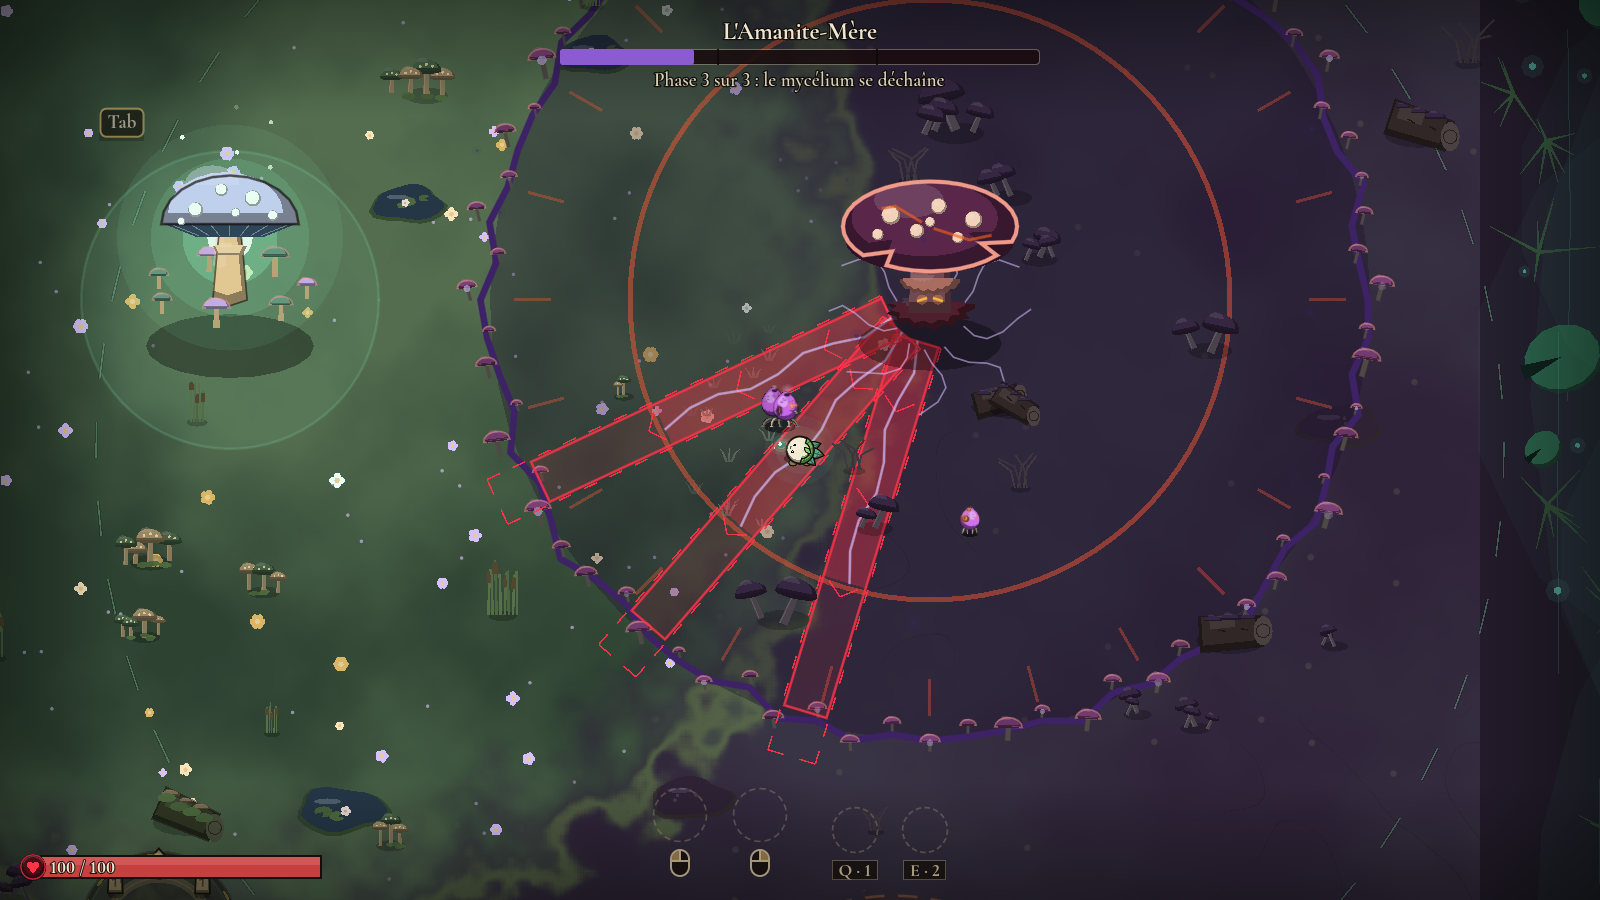 L'Amanite-Mère
Phase 3 sur 3 : le mycélium se déchaîne
Tab
100 / 100
Q · 1
E · 2